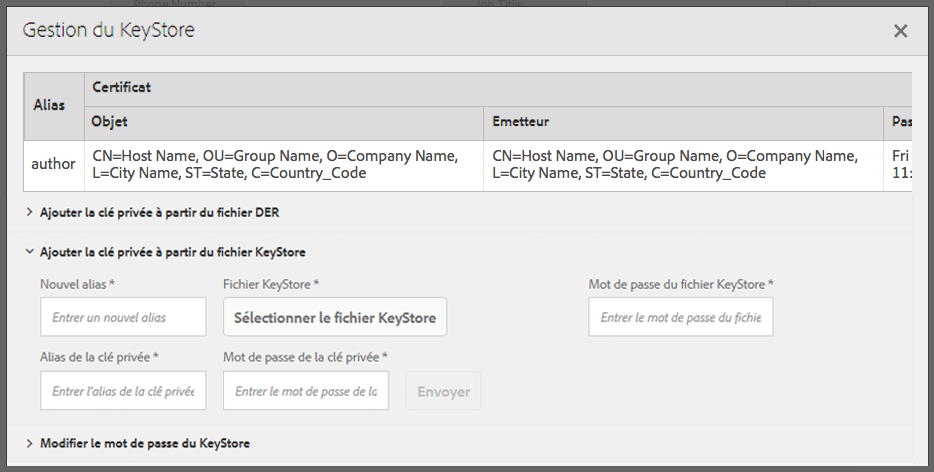 Phone Number
Job Title
Gestion du KeyStore
Alias
Certificat
Objet
Emetteur
Pas
author
CN=Host Name, OU=Group Name, O=Company Name,
L=City Name, ST=State, C=Country_Code
CN=Host Name, OU=Group Name, O=Company Name,
L=City Name, ST=State, C=Country_Code
Fri
11:
Ajouter la clé privée à partir du fichier DER
Ajouter la clé privée à partir du fichier KeyStore
Nouvel alias *
Fichier KeyStore *
Mot de passe du fichier KeyStore *
Entrer un nouvel alias
Sélectionner le fichier KeyStore
Entrer le mot de passe du fichie
Alias de la clé privée *
Mot de passe de la clé privée *
Entrer l'alias de la clé privée
Entrer le mot de passe de la
Envoyer
Modifier le mot de passe du KeyStore